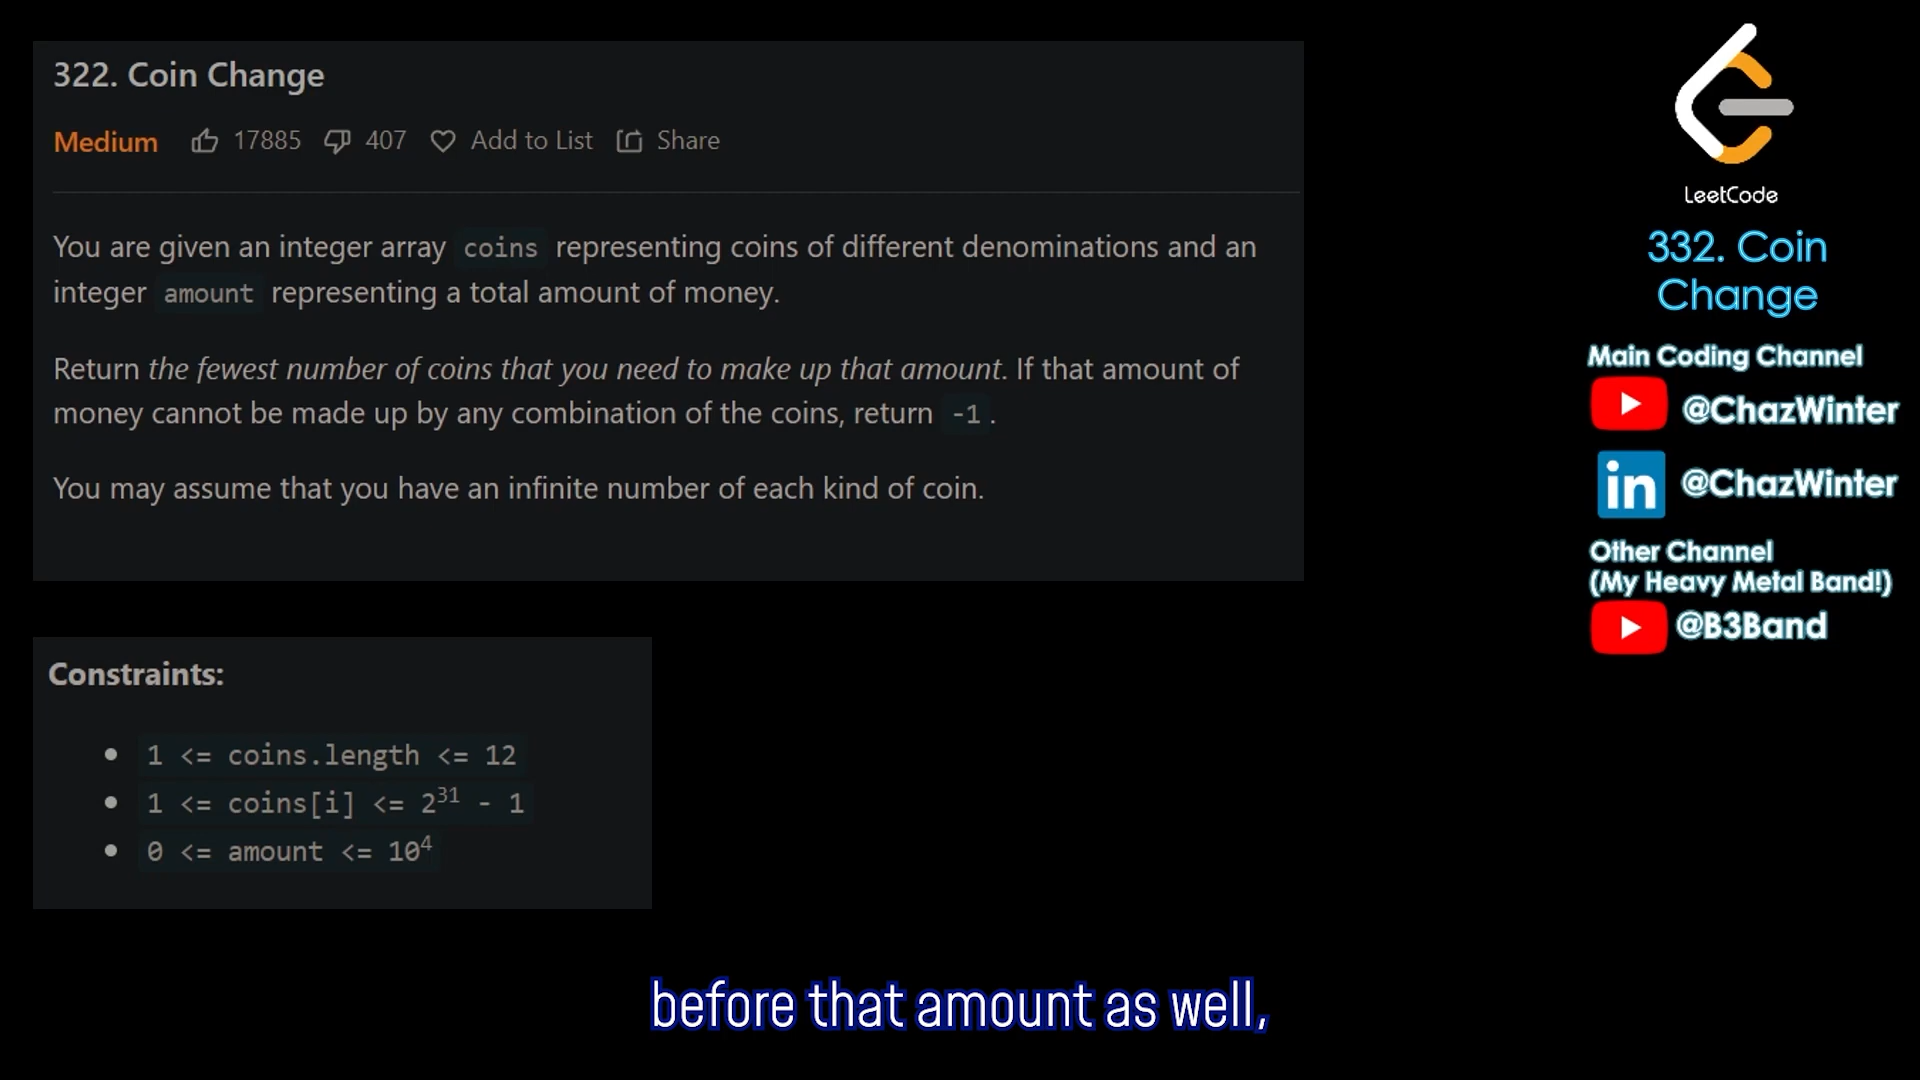 322. Coin Change
Medium 17885 407 Add to List Share
You are given an integer array coins representing coins of different denominations and an
integer amount representing a total amount of money.
Return the fewest number of coins that you need to make up that amount. If that amount of
money cannot be made up by any combination of the coins, return -1.
You may assume that you have an infinite number of each kind of coin.
Constraints:
• 1 <= coins.length <= 12
• 1 <= coins[i] <= 2³¹ - 1
• 0 <= amount <= 10⁴
LeetCode
332. Coin
Change
Main Coding Channel
@ChazWinter
in @ChazWinter
Other Channel
(My Heavy Metal Band!)
@B3Band
before that amount as well,